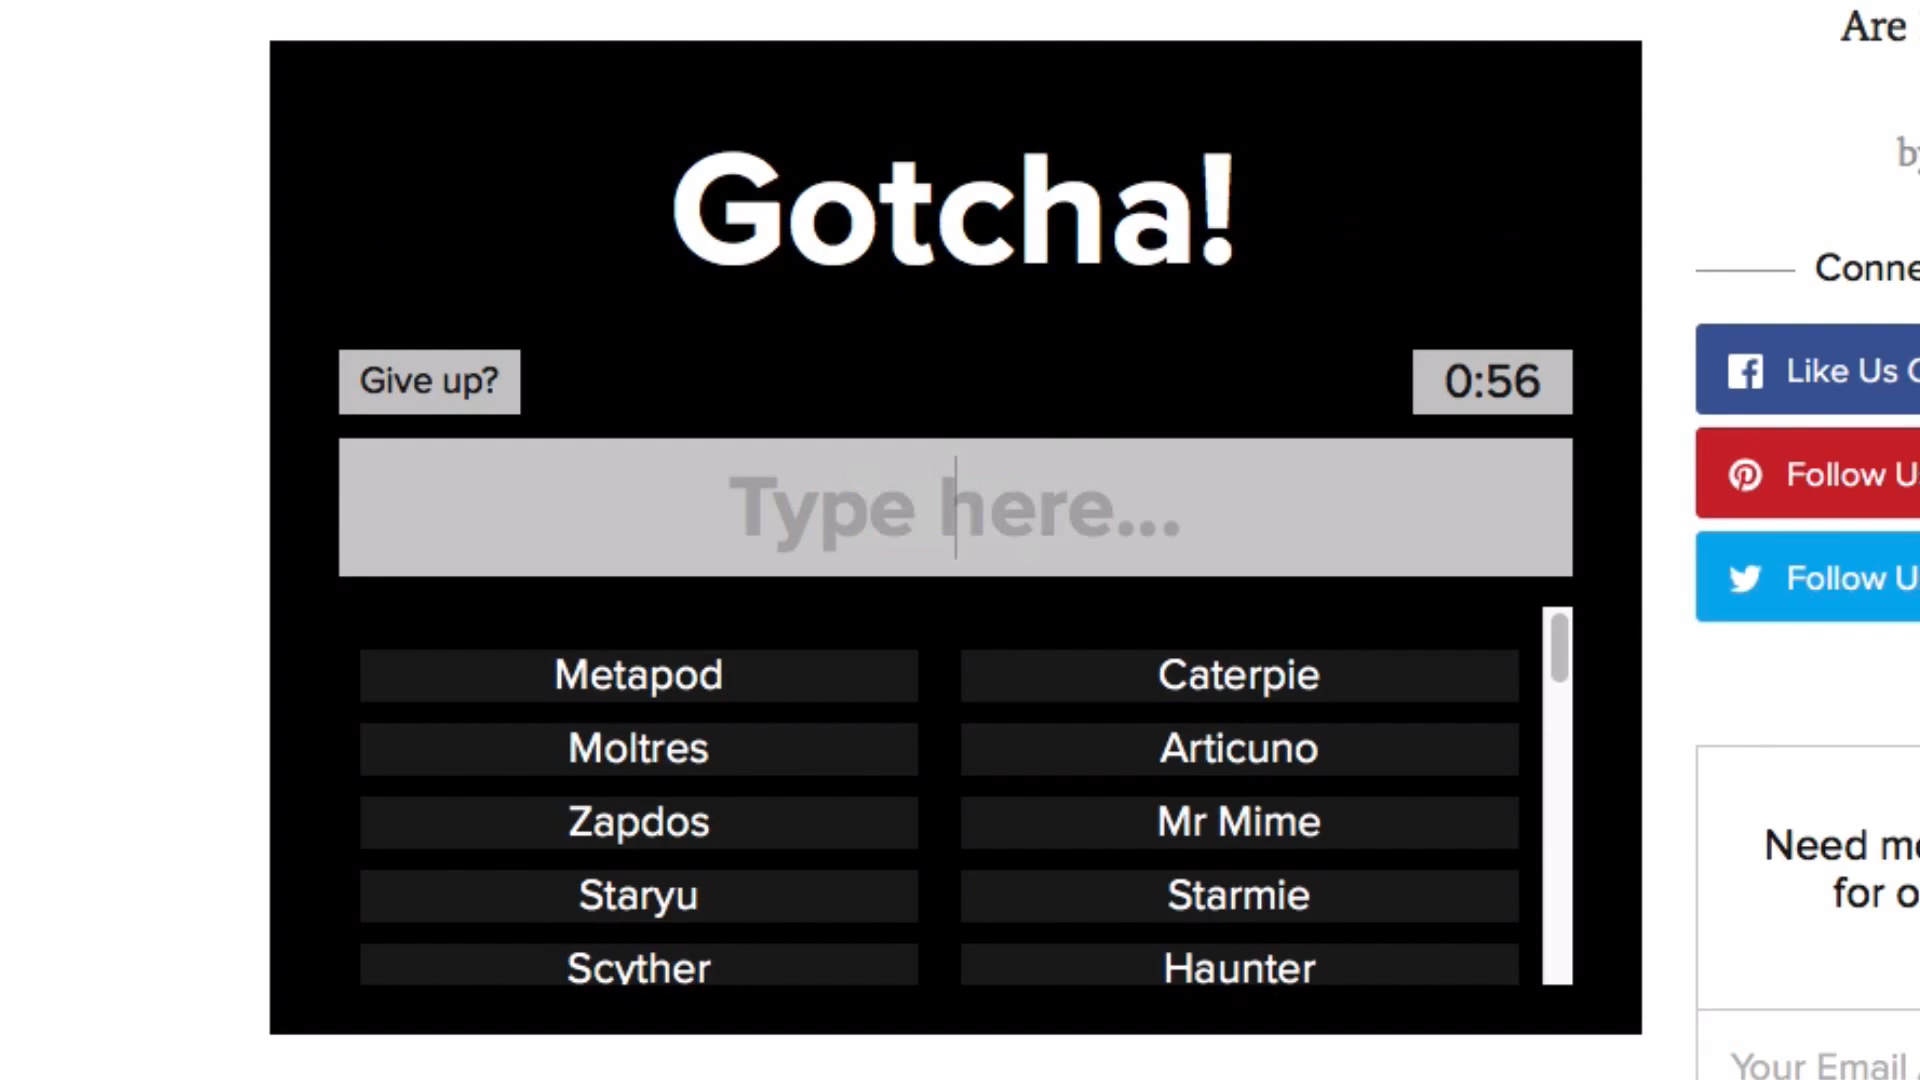 Are
by
Gotcha!
Conne
Give up?
0:56
Like Us
Type here...
Follow U
Follow U
Metapod
Caterpie
Moltres
Articuno
Zapdos
Mr Mime
Need
for
Staryu
Starmie
Scyther
Haunter
Your Email